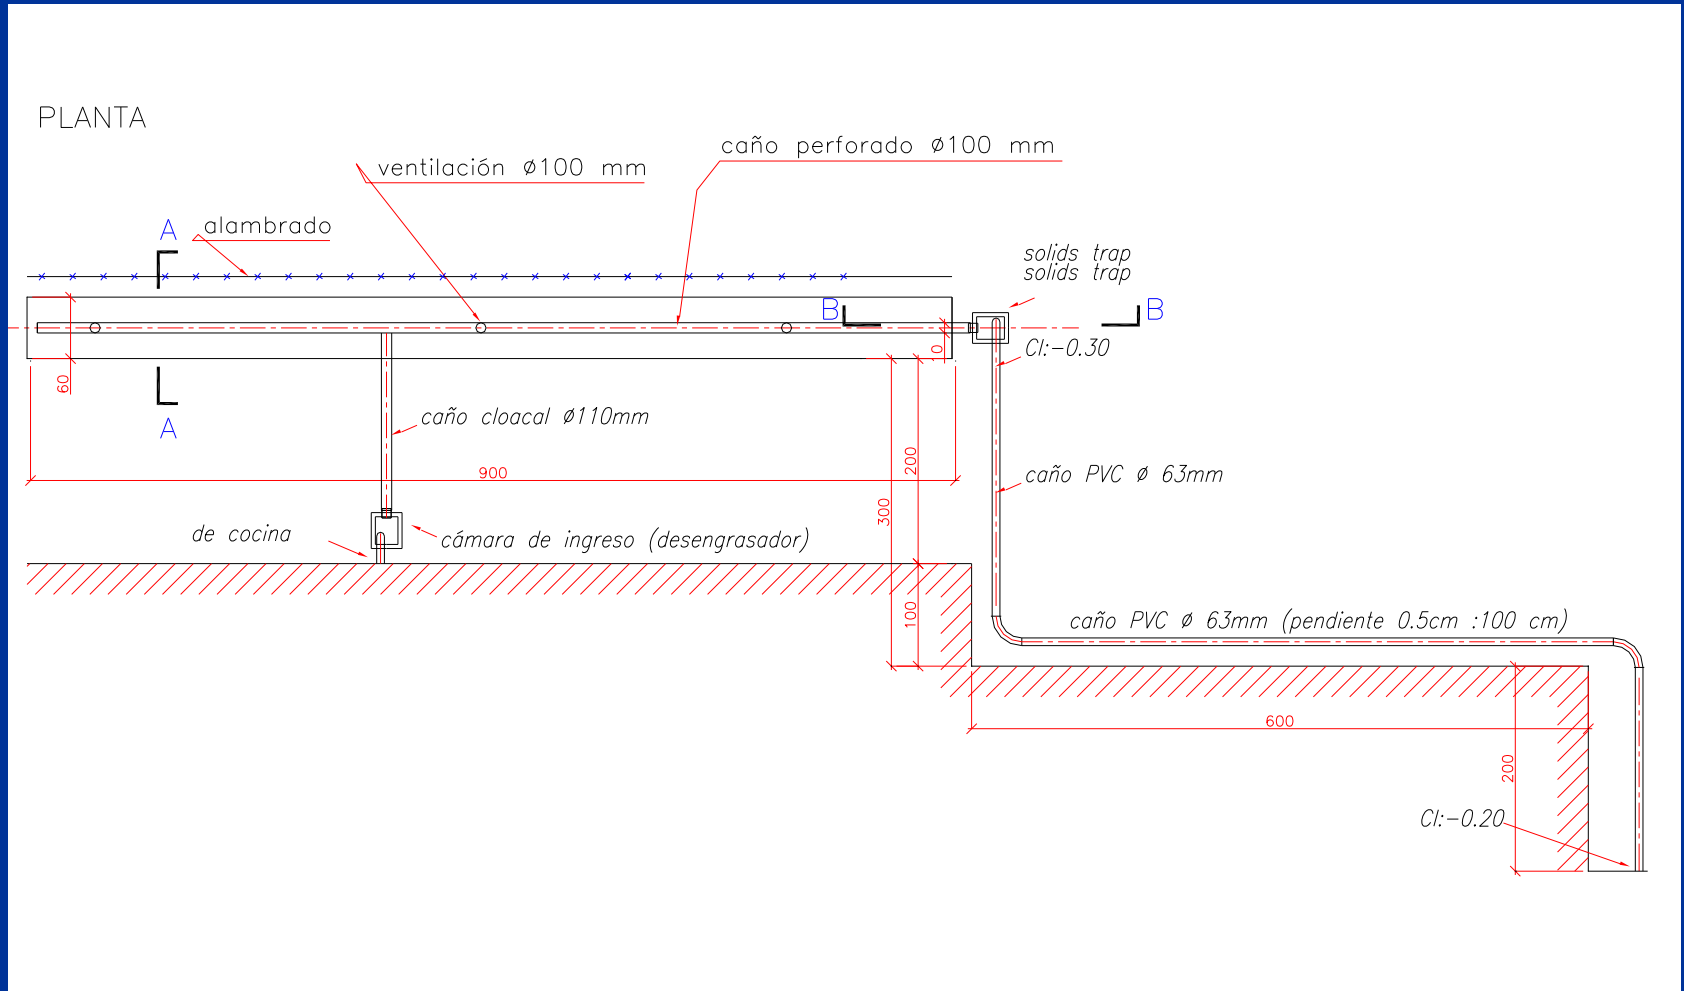 PLANTA
caño perforado Ø100 mm
ventilación Ø100 mm
A
alambrado
solids trap
solids trap
B
B
Cl:-0.30
60
A
caño cloacal Ø110mm
200
900
caño PVC Ø 63mm
300
de cocina
cámara de ingreso (desengrasador)
100
caño PVC Ø 63mm (pendiente 0.5cm :100 cm)
600
200
Cl:-0.20